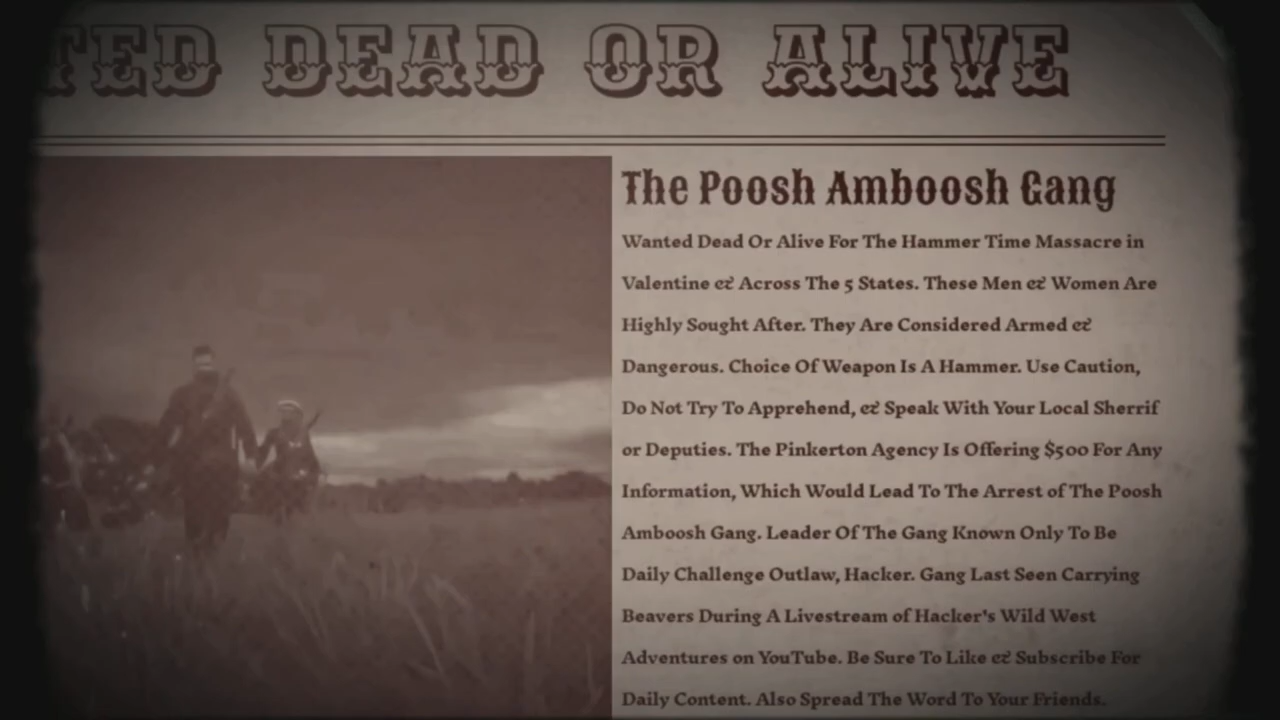 TED DEAD OR ALIVE
The Poosh Amboosh Gang
Wanted Dead Or Alive For The Hammer Time Massacre in
Valentine & Across The 5 States. These Men & Women Are
Highly Sought After. They Are Considered Armed &
Dangerous. Choice Of Weapon Is A Hammer. Use Caution,
Do Not Try To Apprehend, & Speak With Your Local Sherrif
or Deputies. The Pinkerton Agency Is Offering $500 For Any
Information, Which Would Lead To The Arrest of The Poosh
Amboosh Gang. Leader Of The Gang Known Only To Be
Daily Challenge Outlaw, Hacker. Gang Last Seen Carrying
Beavers During A Livestream of Hacker's Wild West
Adventures on YouTube. Be Sure To Like & Subscribe For
Daily Content. Also Spread The Word To Your Friends.